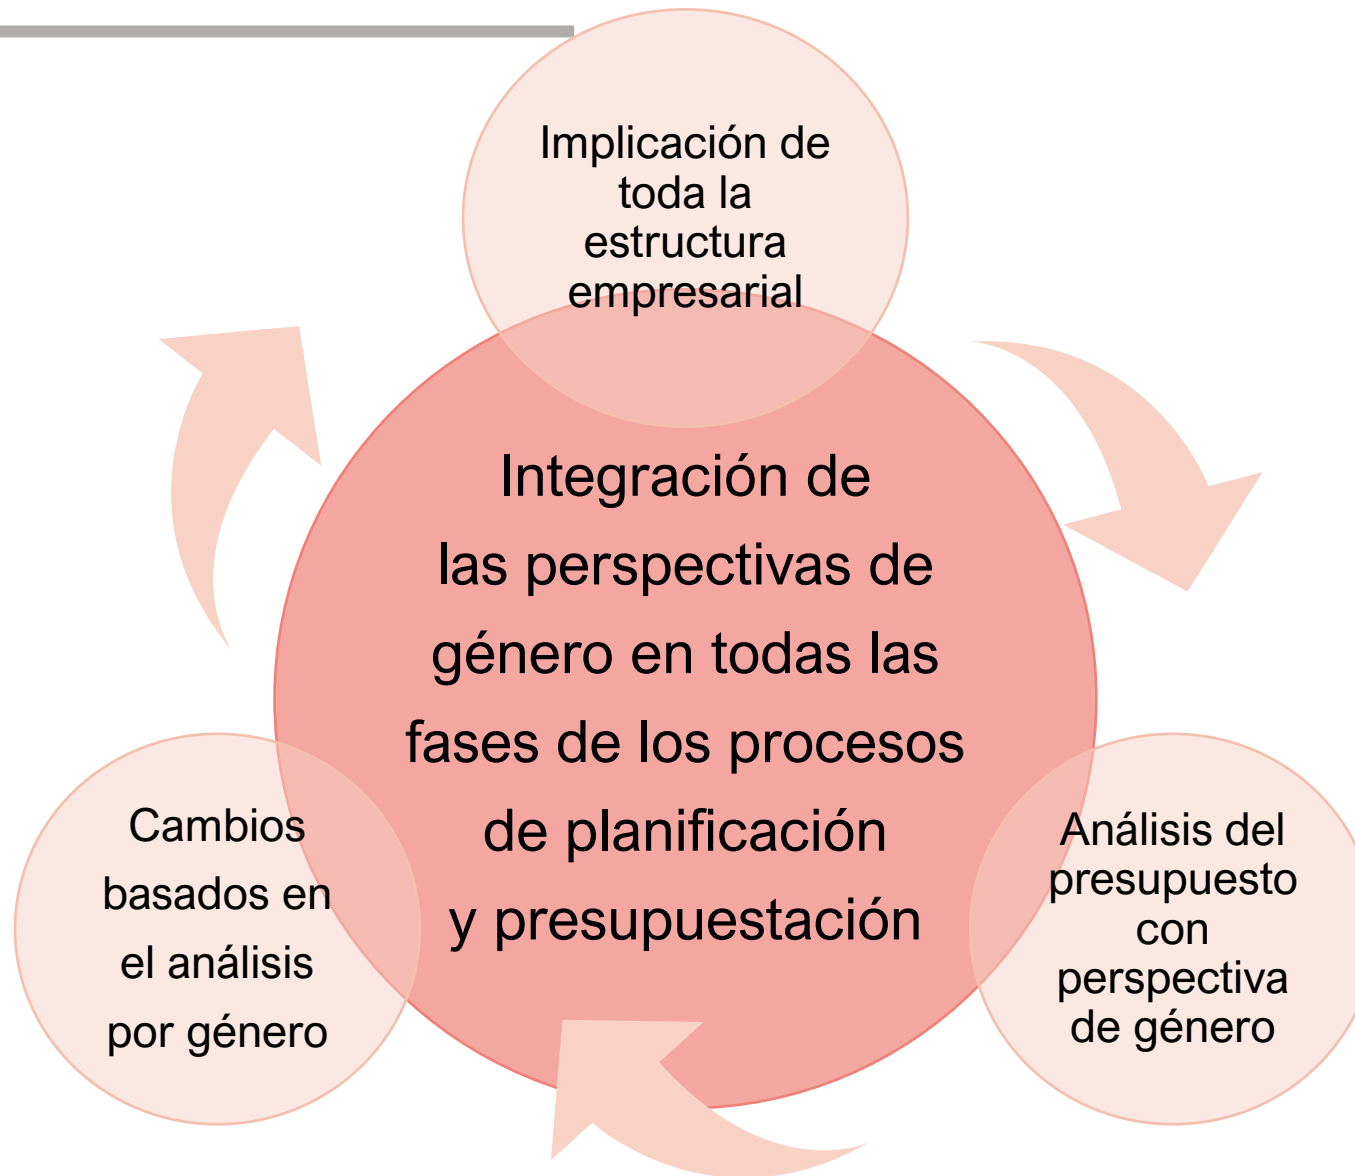 Implicación de
toda la
estructura
empresarial
Integración de
las perspectivas de
género en todas las
fases de los procesos
de planificación
y presupuestación
Cambios
basados en
el análisis
por género
Análisis del
presupuesto
con
perspectiva
de género